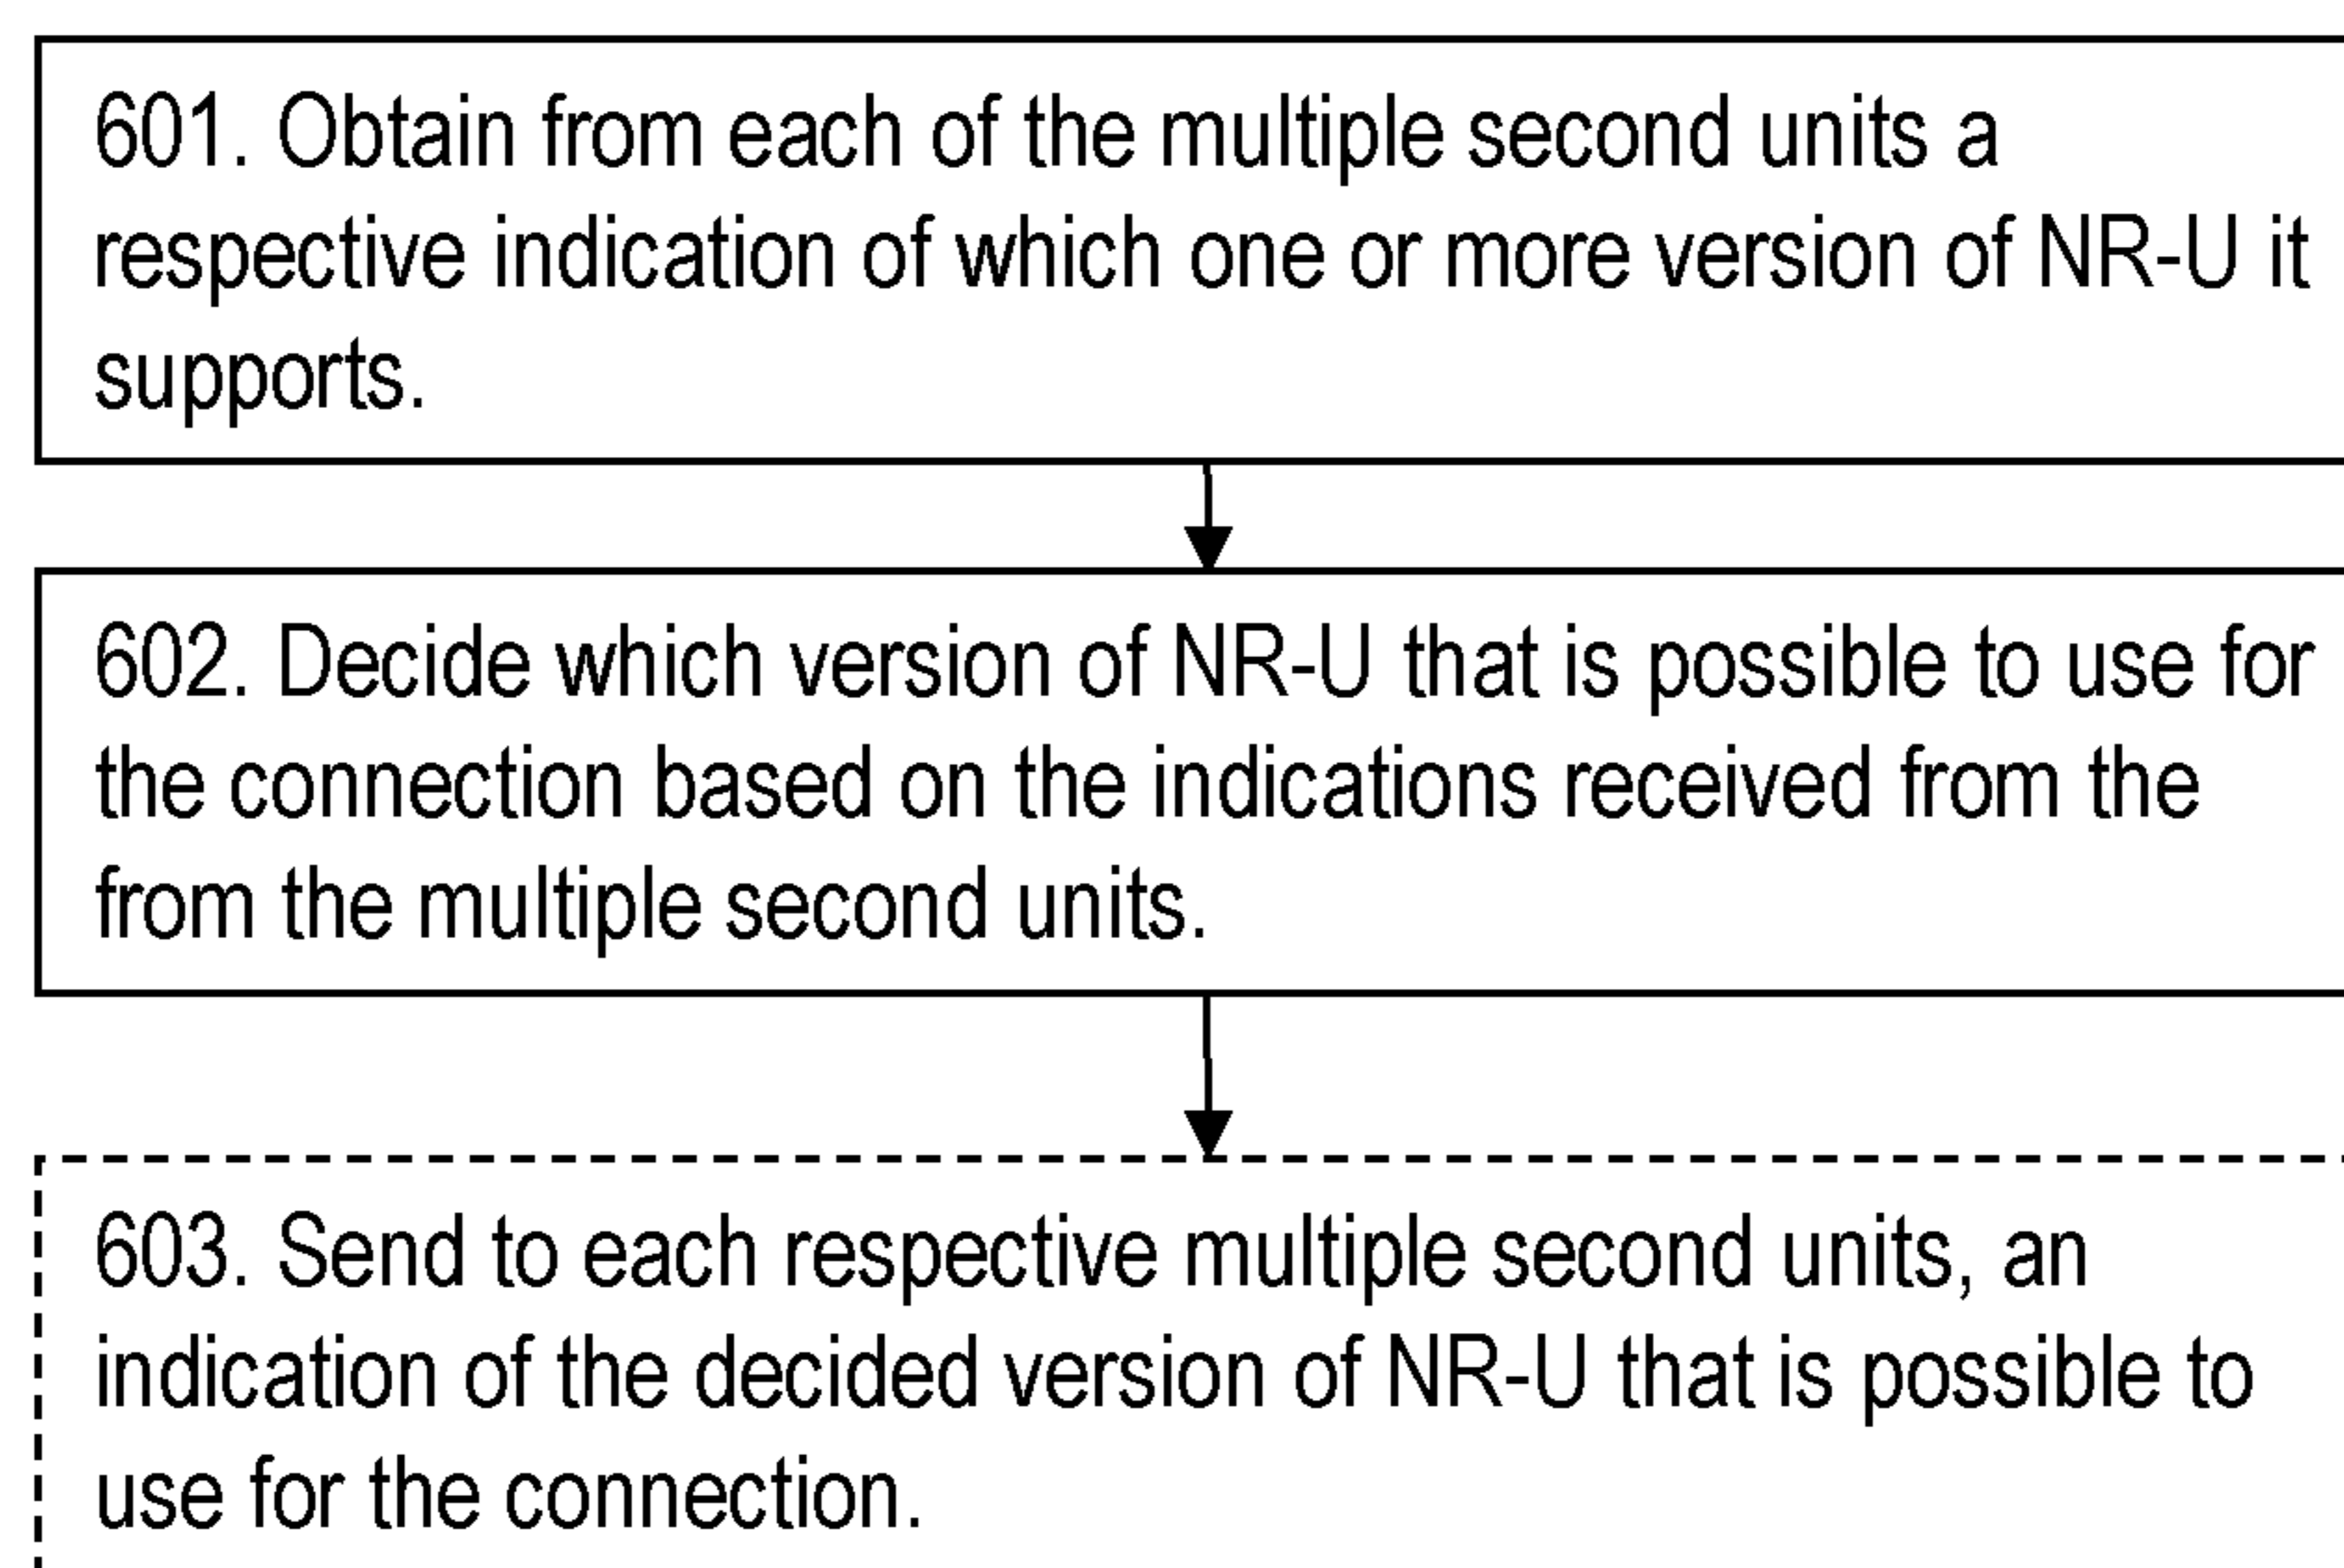 601. Obtain from each of the multiple second units a
respective indication of which one or more version of NR-U it
supports.
602. Decide which version of NR-U that is possible to use for
the connection based on the indications received from the
from the multiple second units.
603. Send to each respective multiple second units, an
indication of the decided version of NR-U that is possible to
use for the connection.